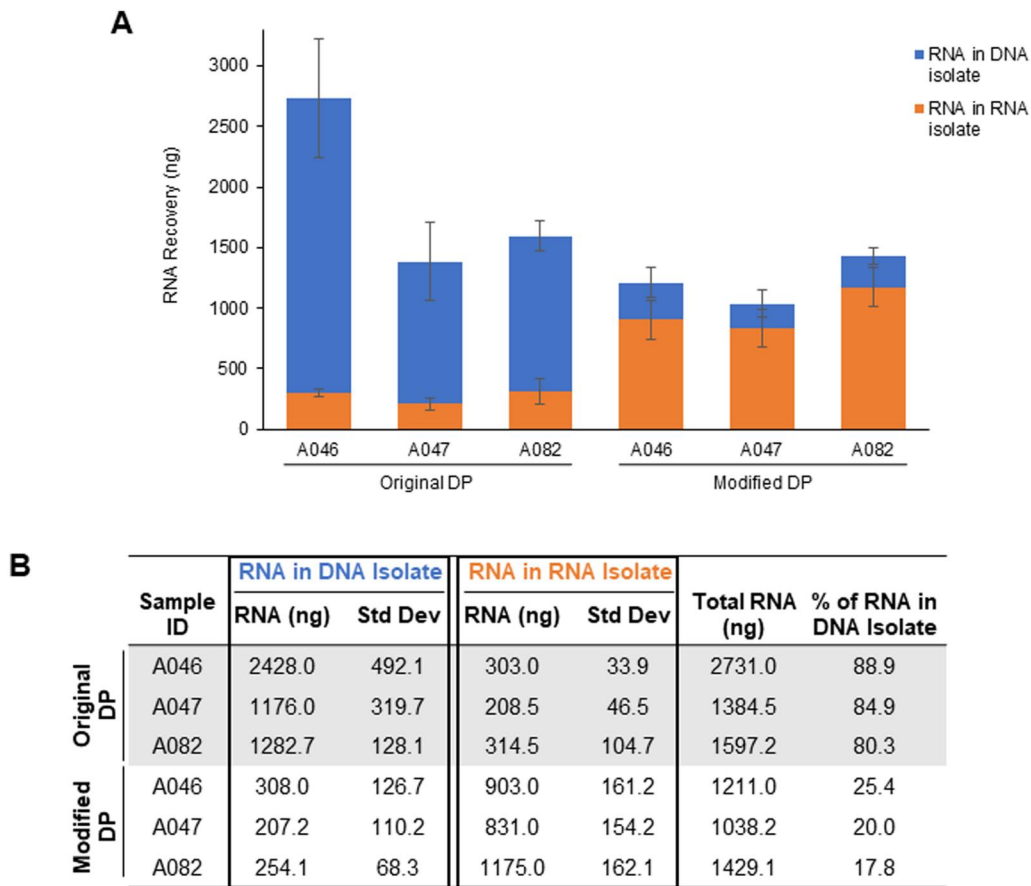 A
RNA Recovery (ng)
3000
2500
2000
1500
1000
500
0
A046 A047 A082 A046 A047 A082
Original DP Modified DP
RNA in DNA
isolate
RNA in RNA
isolate
B
RNA in DNA Isolate RNA in RNA Isolate
Sample
ID
RNA (ng) Std Dev RNA (ng) Std Dev
Total RNA
(ng)
% of RNA in
DNA Isolate
Original
DP
A046 2428.0 492.1 303.0 33.9 2731.0 88.9
A047 1176.0 319.7 208.5 46.5 1384.5 84.9
A082 1282.7 128.1 314.5 104.7 1597.2 80.3
Modified
DP
A046 308.0 126.7 903.0 161.2 1211.0 25.4
A047 207.2 110.2 831.0 154.2 1038.2 20.0
A082 254.1 68.3 1175.0 162.1 1429.1 17.8